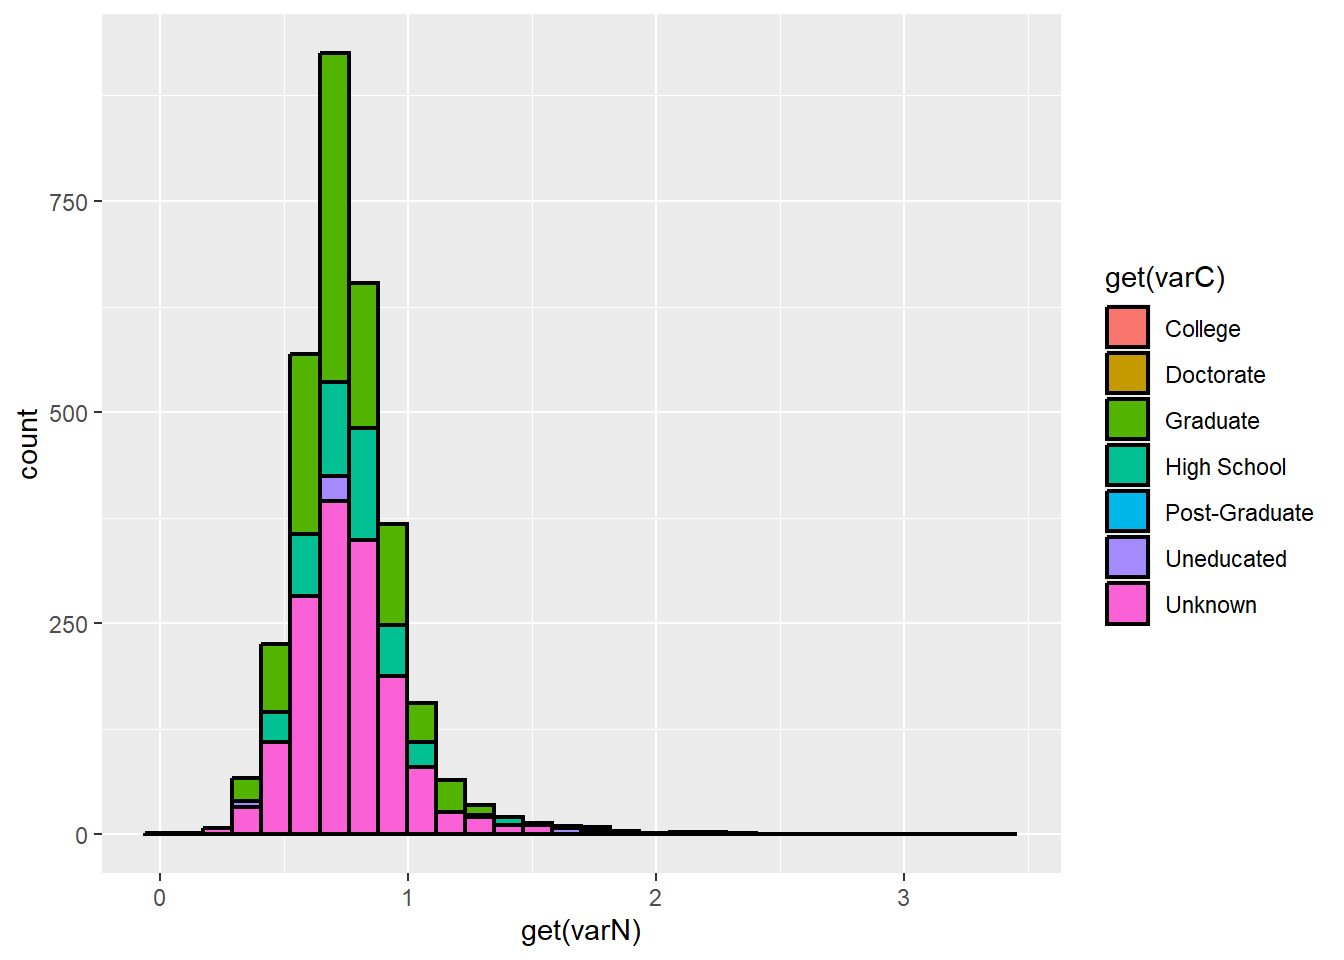 750
500
250
0
count
0 1 2 3
get(varN)
get(varC)
College
Doctorate
Graduate
High School
Post-Graduate
Uneducated
Unknown